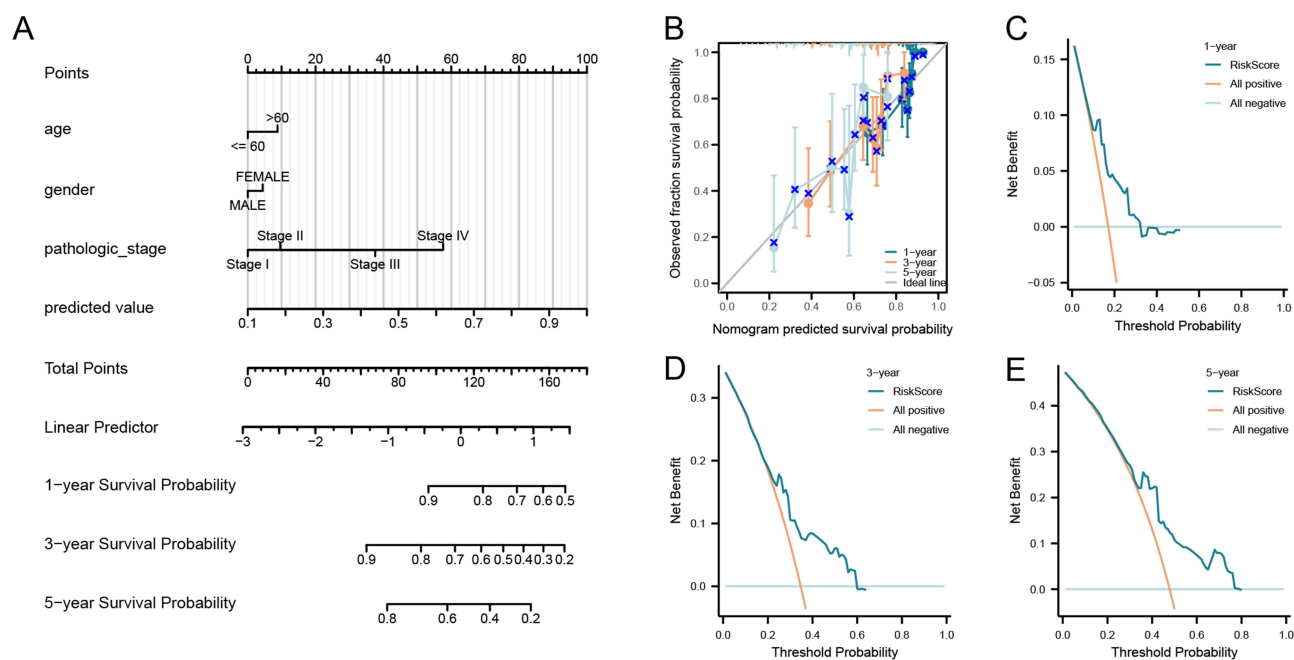 A
Points
0 20 40 60 80 100
age
>60
<= 60
gender
FEMALE
MALE
pathologic_stage
Stage II Stage IV
Stage I Stage III
predicted value
0.1 0.3 0.5 0.7 0.9
Total Points
0 40 80 120 160
Linear Predictor
−3 −2 −1 0 1
1−year Survival Probability
0.9 0.8 0.7 0.6 0.5
3−year Survival Probability
0.9 0.8 0.7 0.6 0.5 0.4 0.3 0.2
5−year Survival Probability
0.8 0.6 0.4 0.2
B
Observed fraction survival probability
1.0
0.8
0.6
0.4
0.2
0.0
1−year
3−year
5−year
Ideal line
0.0 0.2 0.4 0.6 0.8 1.0
Nomogram predicted survival probability
C
1−year
RiskScore
All positive
All negative
Net Benefit
0.15
0.10
0.05
0.00
−0.05
0.0 0.2 0.4 0.6 0.8 1.0
Threshold Probability
D
3−year
RiskScore
All positive
All negative
Net Benefit
0.3
0.2
0.1
0.0
0.0 0.2 0.4 0.6 0.8 1.0
Threshold Probability
E
5−year
RiskScore
All positive
All negative
Net Benefit
0.4
0.3
0.2
0.1
0.0
0.0 0.2 0.4 0.6 0.8 1.0
Threshold Probability